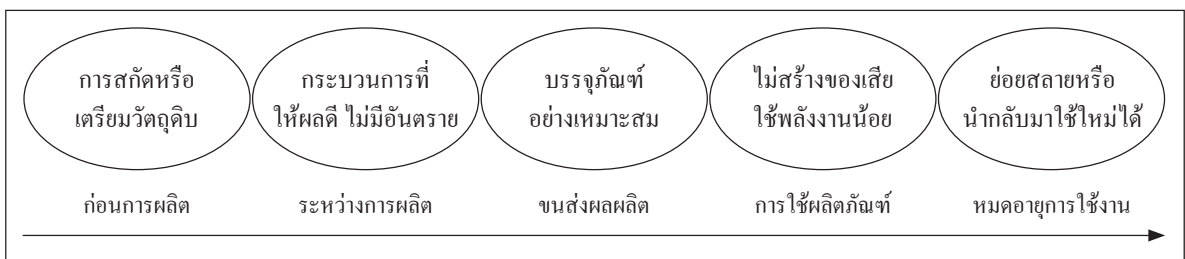 การสกัดหรือ
เตรียมวัตถุดิบ
กระบวนการที่
ให้ผลดี ไม่มีอันตราย
บรรจุภัณฑ์
อย่างเหมาะสม
ไม่สร้างของเสีย
ใช้พลังงานน้อย
ย่อยสลายหรือ
นำกลับมาใช้ใหม่ได้
ก่อนการผลิต
ระหว่างการผลิต
ขนส่งผลผลิต
การใช้ผลิตภัณฑ์
หมดอายุการใช้งาน